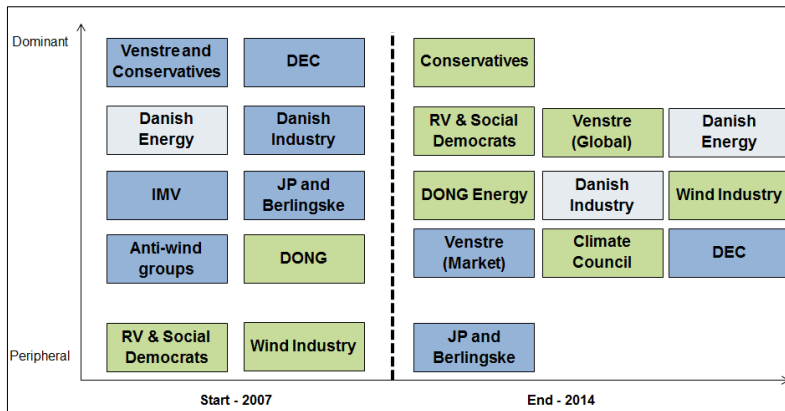 Dominant
Venstre and
Conservatives
DEC
Conservatives
Danish
Energy
Danish
Industry
RV & Social
Democrats
Venstre
(Global)
Danish
Energy
IMV
JP and
Berlingske
DONG Energy
Danish
Industry
Wind Industry
Anti-wind
groups
DONG
Venstre
(Market)
Climate
Council
DEC
RV & Social
Democrats
Wind Industry
JP and
Berlingske
Peripheral
Start - 2007
End - 2014